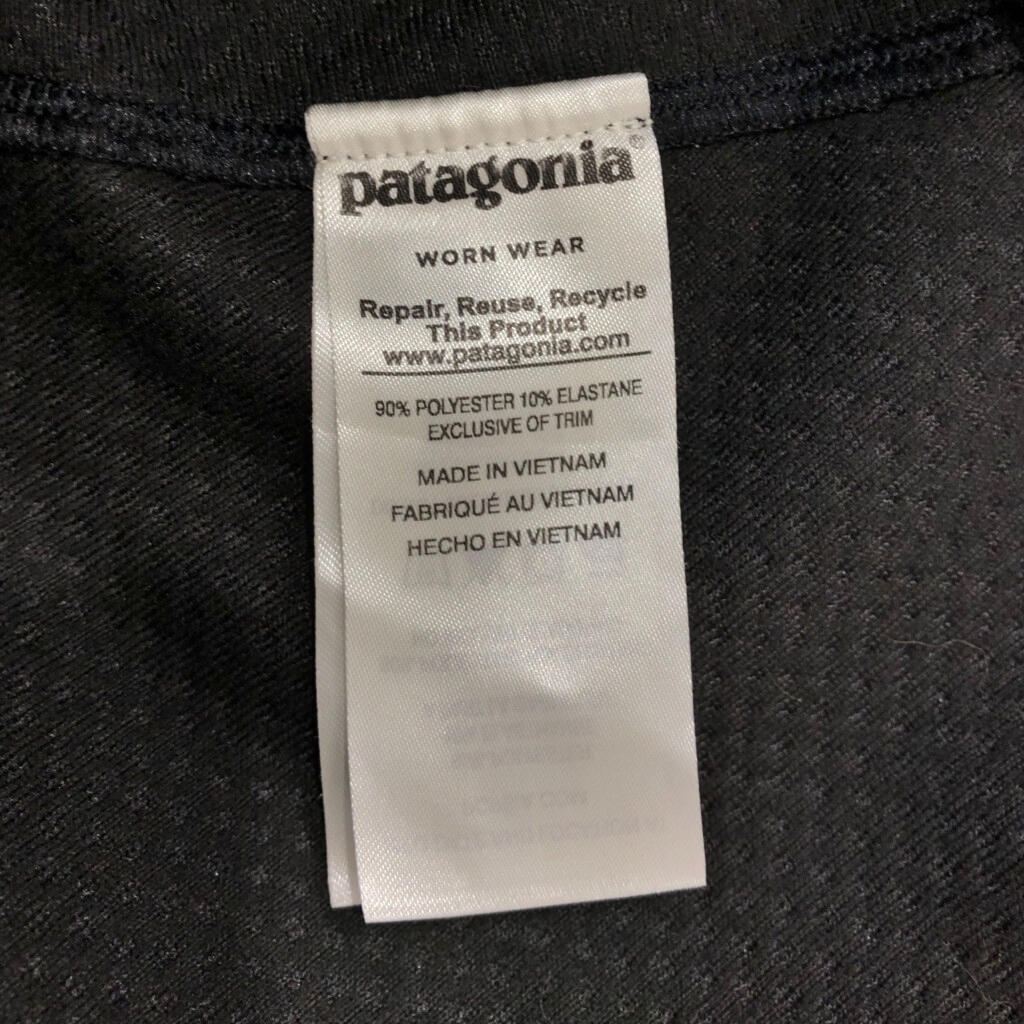 patagonia®
WORN WEAR
Repair, Reuse, Recycle
This Product
www.patagonia.com
90% POLYESTER 10% ELASTANE
EXCLUSIVE OF TRIM
MADE IN VIETNAM
FABRIQUÉ AU VIETNAM
HECHO EN VIETNAM